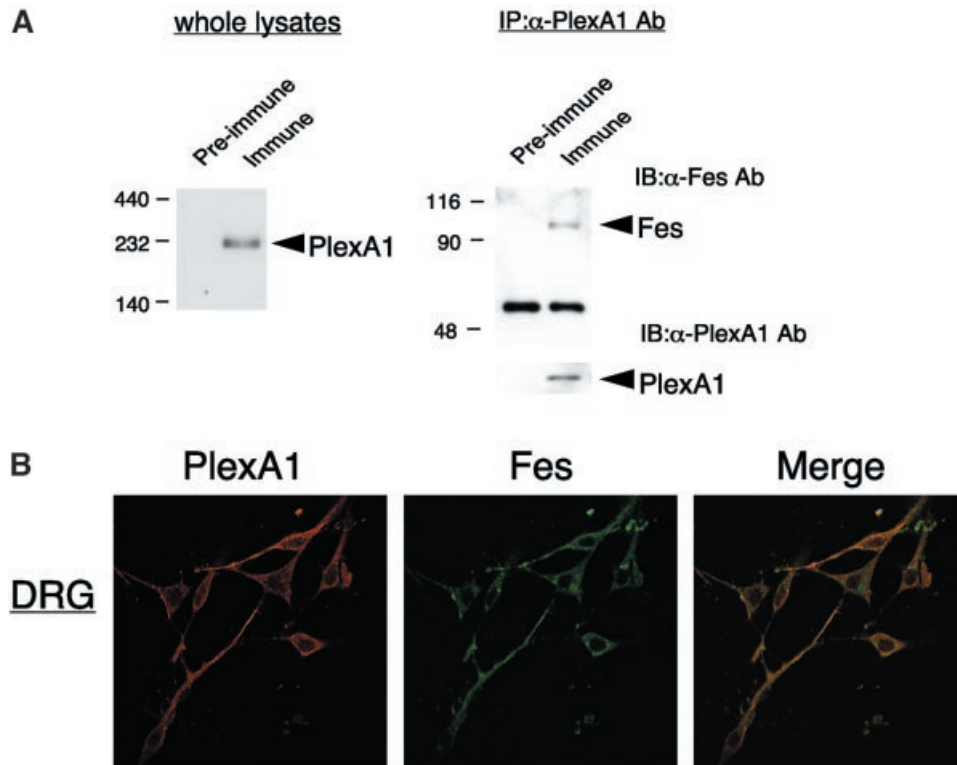 A
whole lysates
IP:α-PlexA1 Ab
Pre-immune
Immune
440
232
140
PlexA1
Pre-immune
Immune
IB:α-Fes Ab
116
90
48
Fes
IB:α-PlexA1 Ab
PlexA1
B
PlexA1
Fes
Merge
DRG